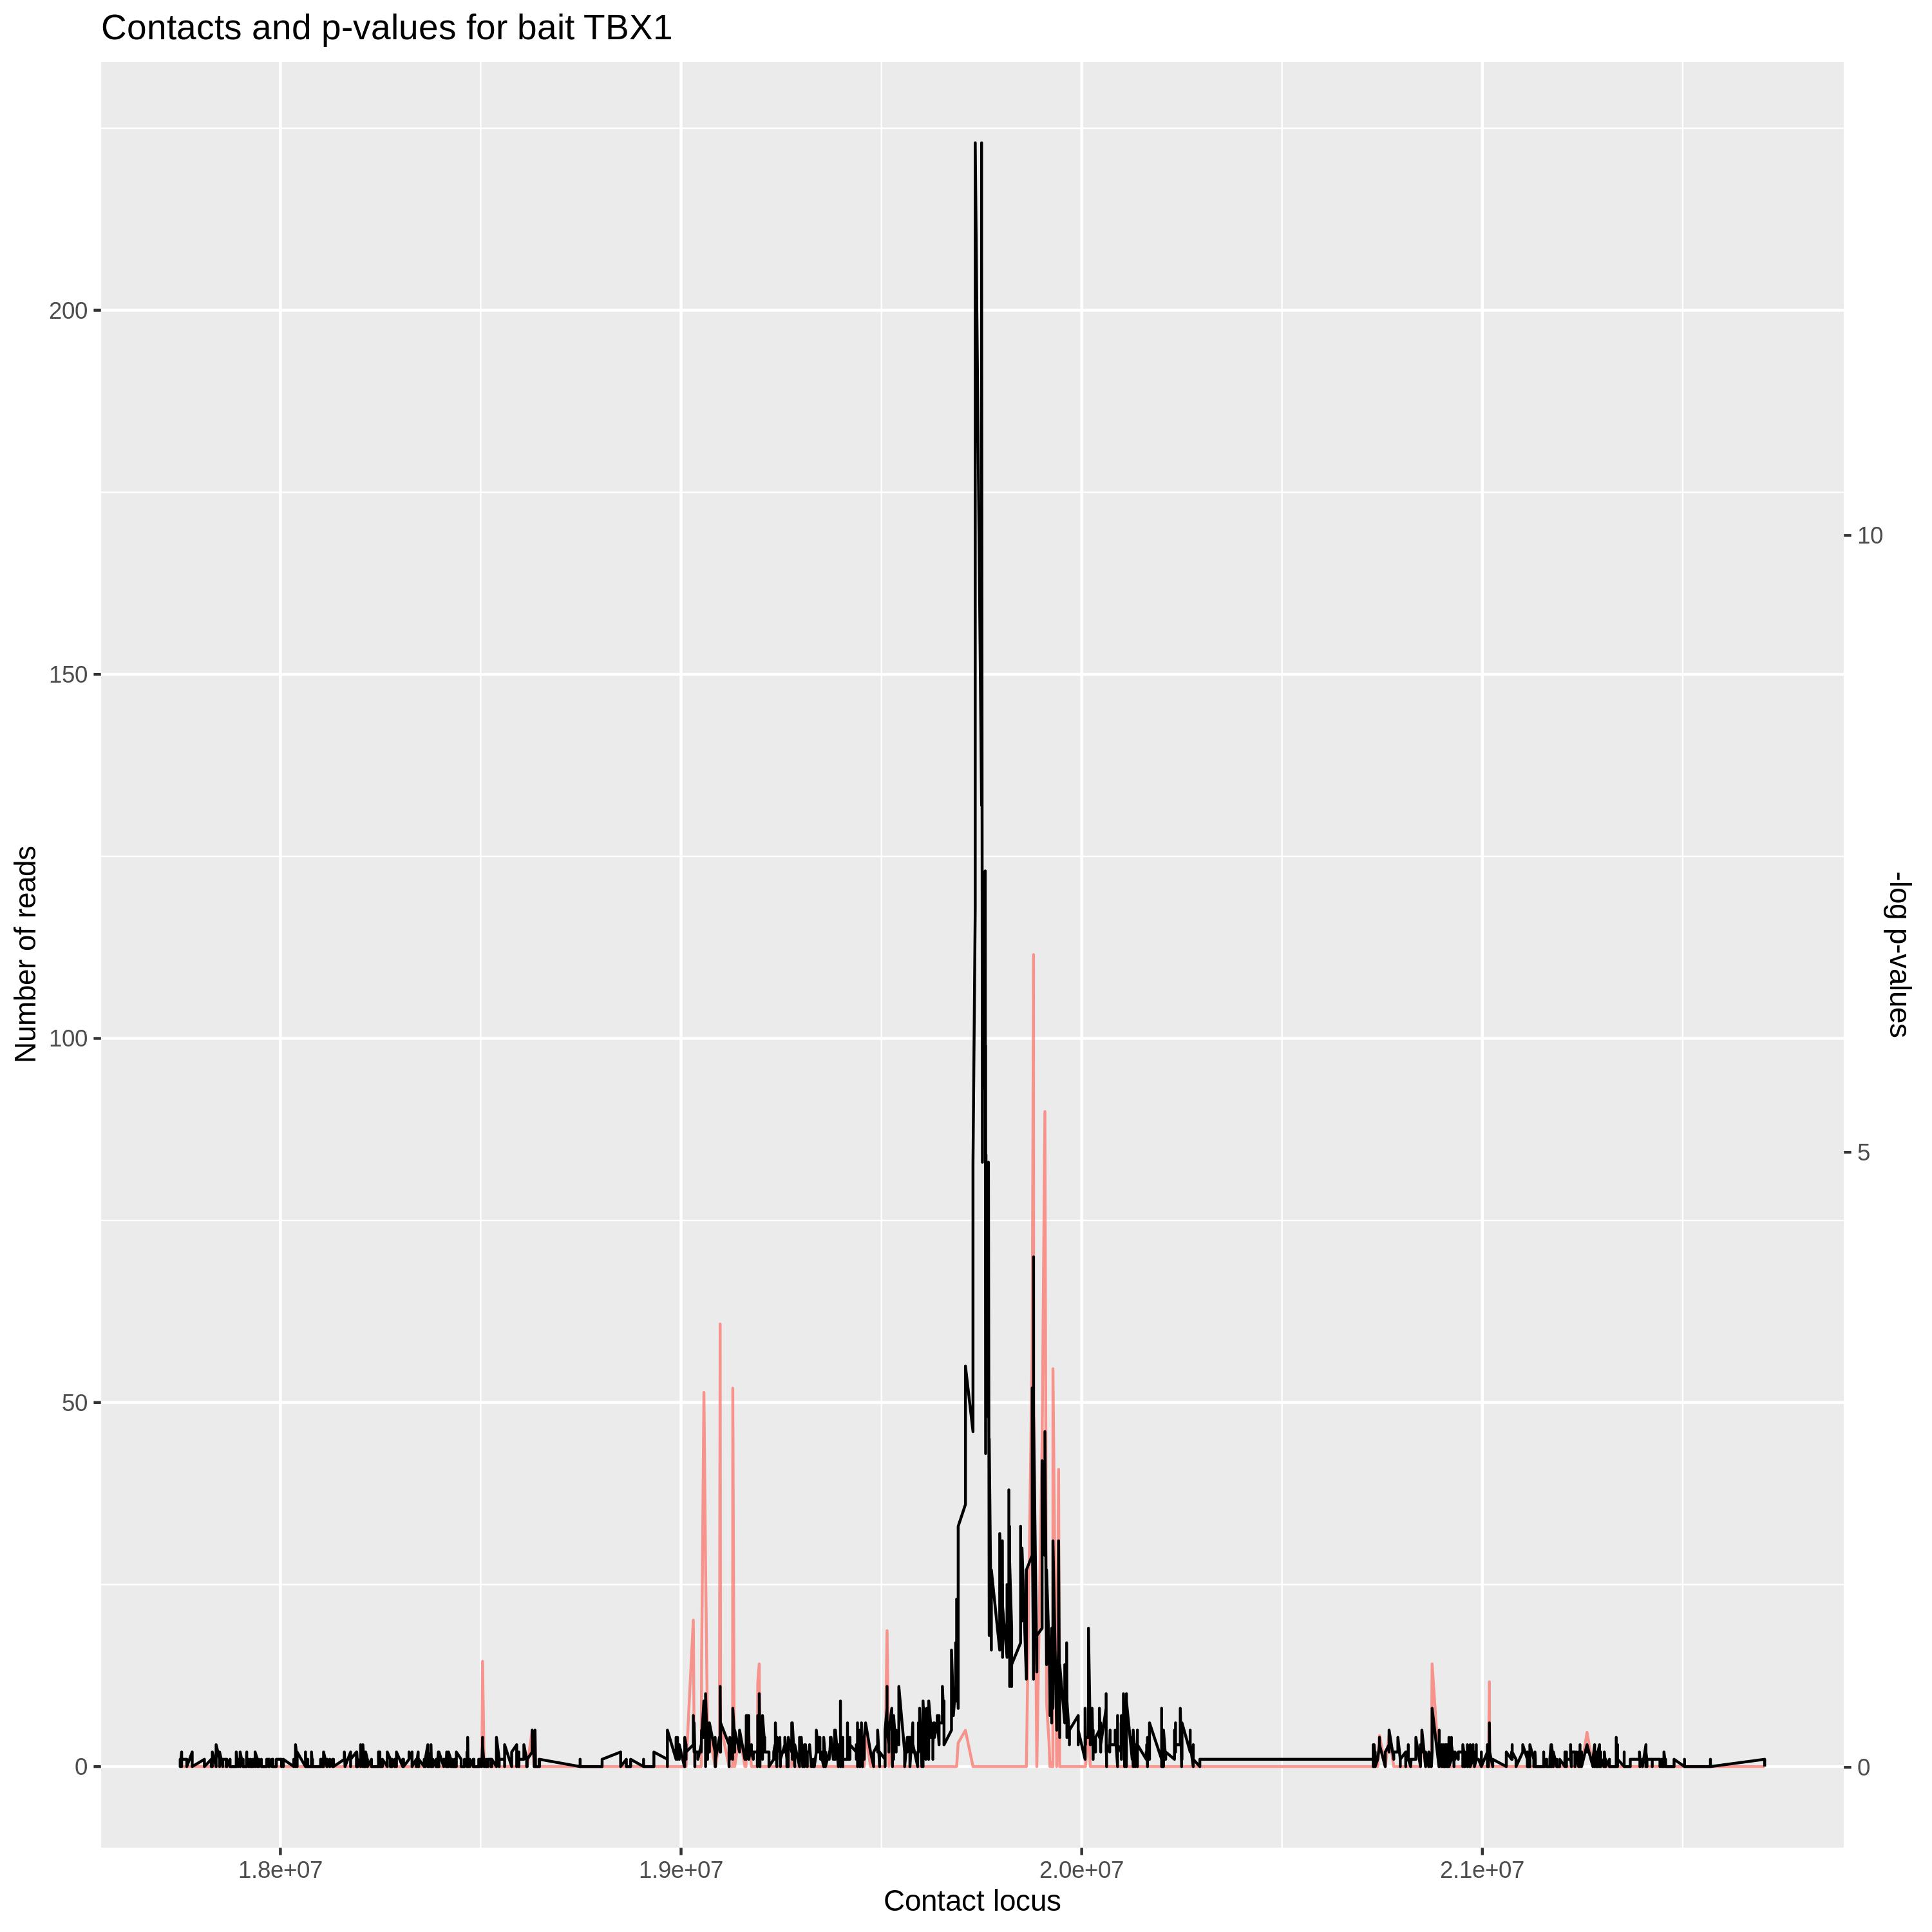 Contacts and p-values for bait TBX1
Number of reads
200
150
100
50
0
10
5
0
-log p-values
1.8e+07
1.9e+07
2.0e+07
2.1e+07
Contact locus